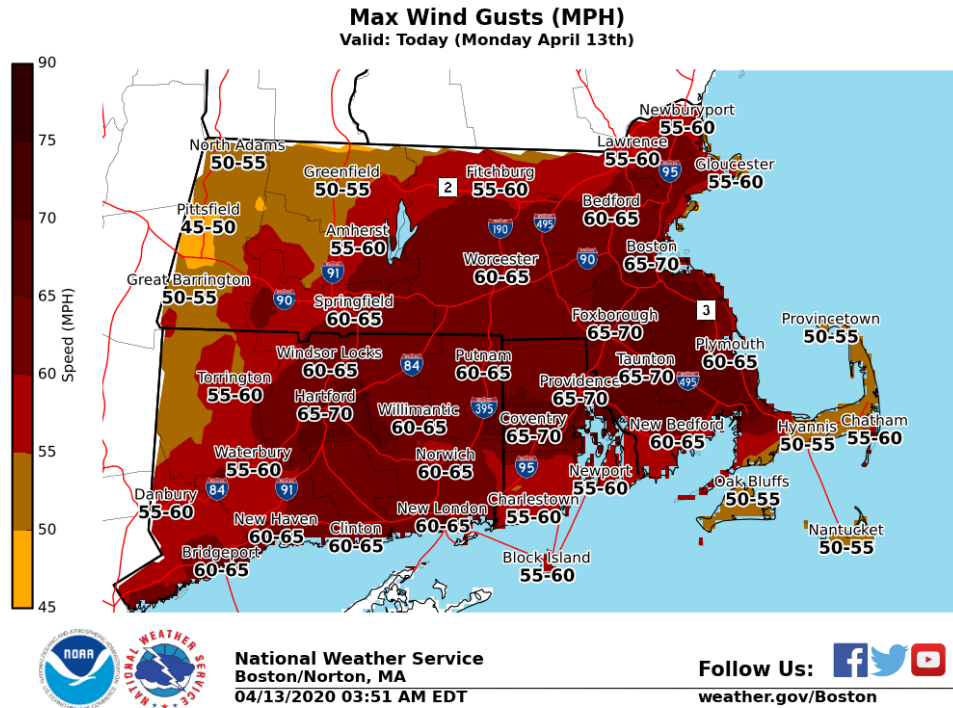 Max Wind Gusts (MPH)
Valid: Today (Monday April 13th)
90
75
70
65
60
55
50
45
Speed (MPH)
Newburyport
55-60
North Adams
50-55
Lawrence
55-60
Greenfield
50-55
Fitchburg
55-60
Gloucester
55-60
2
95
Pittsfield
45-50
Bedford
60-65
Amherst
55-60
190
495
Boston
65-70
Worcester
60-65
90
Great Barrington
50-55
91
90
Springfield
60-65
Foxborough
65-70
3
Provincetown
50-55
Windsor Locks
60-65
84
Putnam
60-65
Plymouth
60-65
Taunton
65-70
495
Torrington
55-60
Hartford
65-70
Providence
65-70
Willimantic
60-65
395
Coventry
65-70
New Bedford
60-65
Hyannis
50-55
Chatham
55-60
Waterbury
55-60
Norwich
60-65
95
Newport
55-60
Oak Bluffs
50-55
84
91
Danbury
55-60
New Haven
60-65
Clinton
60-65
New London
60-65
Charlestown
55-60
Nantucket
50-55
Bridgeport
60-65
Block Island
55-60
NOAA
NATIONAL OCEANIC AND ATMOSPHERIC ADMINISTRATION
U.S. DEPARTMENT OF COMMERCE
NATIONAL WEATHER SERVICE
National Weather Service
Boston/Norton, MA
04/13/2020 03:51 AM EDT
Follow Us:
weather.gov/Boston